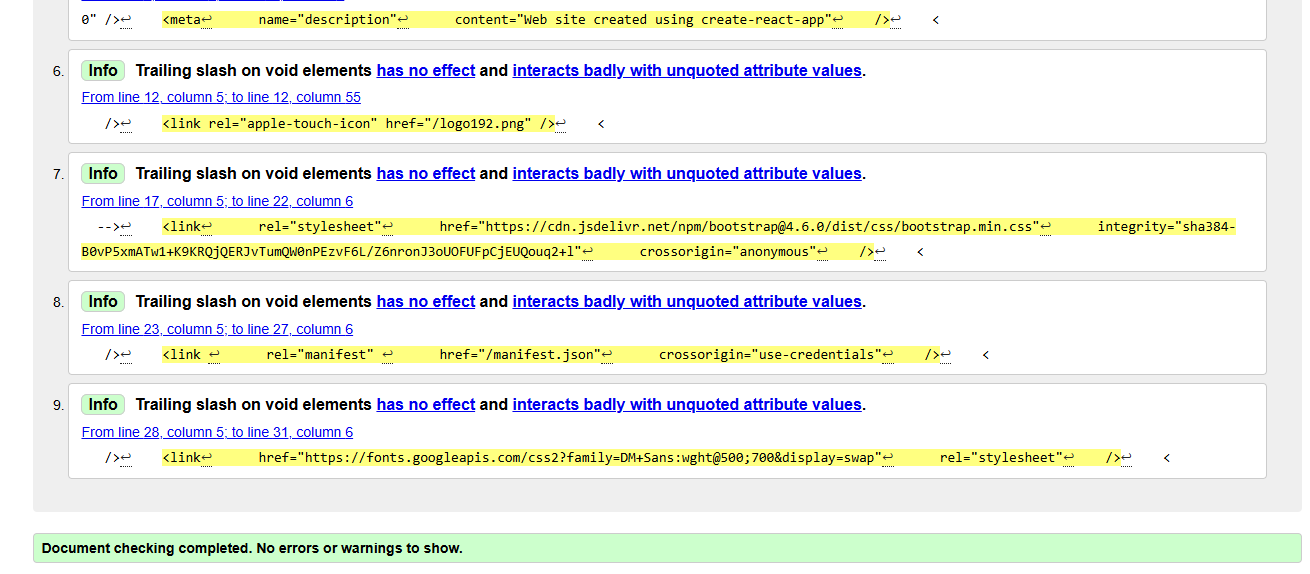 0" />↩    <meta↩      name="description"↩      content="Web site created using create-react-app"↩    />↩    <
6. Info Trailing slash on void elements has no effect and interacts badly with unquoted attribute values.
From line 12, column 5; to line 12, column 55
/>↩    <link rel="apple-touch-icon" href="/logo192.png" />↩    <
7. Info Trailing slash on void elements has no effect and interacts badly with unquoted attribute values.
From line 17, column 5; to line 22, column 6
-->↩    <link↩      rel="stylesheet"↩      href="https://cdn.jsdelivr.net/npm/bootstrap@4.6.0/dist/css/bootstrap.min.css"↩      integrity="sha384-
B0vP5xmATw1+K9KRQjQERJvTumQW0nPEzvF6L/Z6nronJ3oUOFUFpCjEUQouq2+l"↩      crossorigin="anonymous"↩    />↩    <
8. Info Trailing slash on void elements has no effect and interacts badly with unquoted attribute values.
From line 23, column 5; to line 27, column 6
/>↩    <link ↩      rel="manifest" ↩      href="/manifest.json"↩      crossorigin="use-credentials"↩    />↩    <
9. Info Trailing slash on void elements has no effect and interacts badly with unquoted attribute values.
From line 28, column 5; to line 31, column 6
/>↩    <link↩      href="https://fonts.googleapis.com/css2?family=DM+Sans:wght@500;700&display=swap"↩      rel="stylesheet"↩    />↩    <
Document checking completed. No errors or warnings to show.